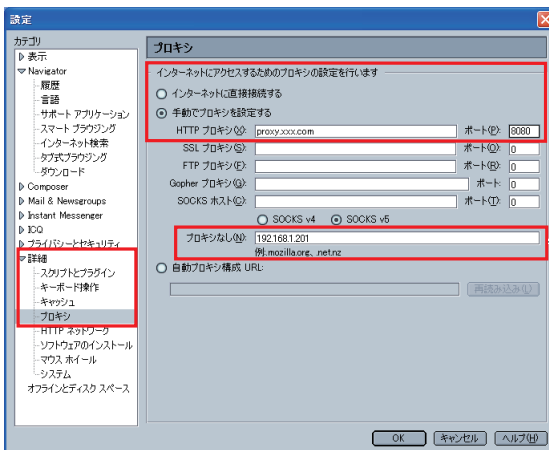 設定
カテゴリ
表示
Navigator
履歴
言語
サポート アプリケーション
スマート ブラウジング
インターネット検索
タブ式ブラウジング
ダウンロード
Composer
Mail & Newsgroups
Instant Messenger
ICQ
プライバシーとセキュリティ
詳細
スクリプトとプラグイン
キーボード操作
キャッシュ
プロキシ
HTTP ネットワーク
ソフトウェアのインストール
マウス ホイール
システム
オフラインとディスク スペース
プロキシ
インターネットにアクセスするためのプロキシの設定を行います
インターネットに直接接続する
手動でプロキシを設定する
HTTP プロキシ(X): proxy.xxx.com ポート(P): 8080
SSL プロキシ(S): ポート(O): 0
FTP プロキシ(F): ポート(R): 0
Gopher プロキシ(G): ポート: 0
SOCKS ホスト(C): ポート(T): 0
SOCKS v4 SOCKS v5
プロキシなし(N): 192.168.1.201
例: mozilla.org、.net.nz
自動プロキシ構成 URL:
再読み込み(L)
OK キャンセル ヘルプ(H)